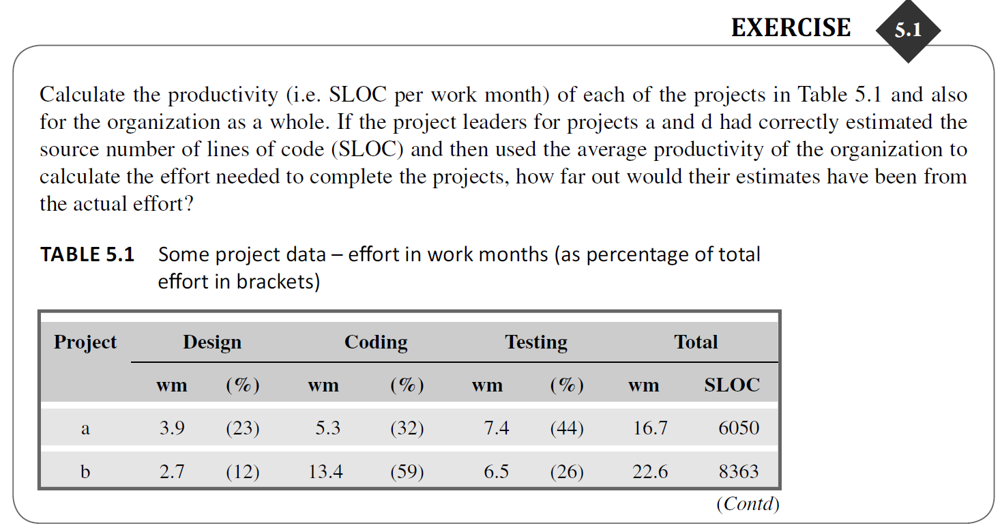 EXERCISE 5.1
Calculate the productivity (i.e. SLOC per work month) of each of the projects in Table 5.1 and also
for the organization as a whole. If the project leaders for projects a and d had correctly estimated the
source number of lines of code (SLOC) and then used the average productivity of the organization to
calculate the effort needed to complete the projects, how far out would their estimates have been from
the actual effort?
TABLE 5.1 Some project data – effort in work months (as percentage of total
effort in brackets)
Project Design Coding Testing Total
wm (%) wm (%) wm (%) wm SLOC
a 3.9 (23) 5.3 (32) 7.4 (44) 16.7 6050
b 2.7 (12) 13.4 (59) 6.5 (26) 22.6 8363
(Contd)